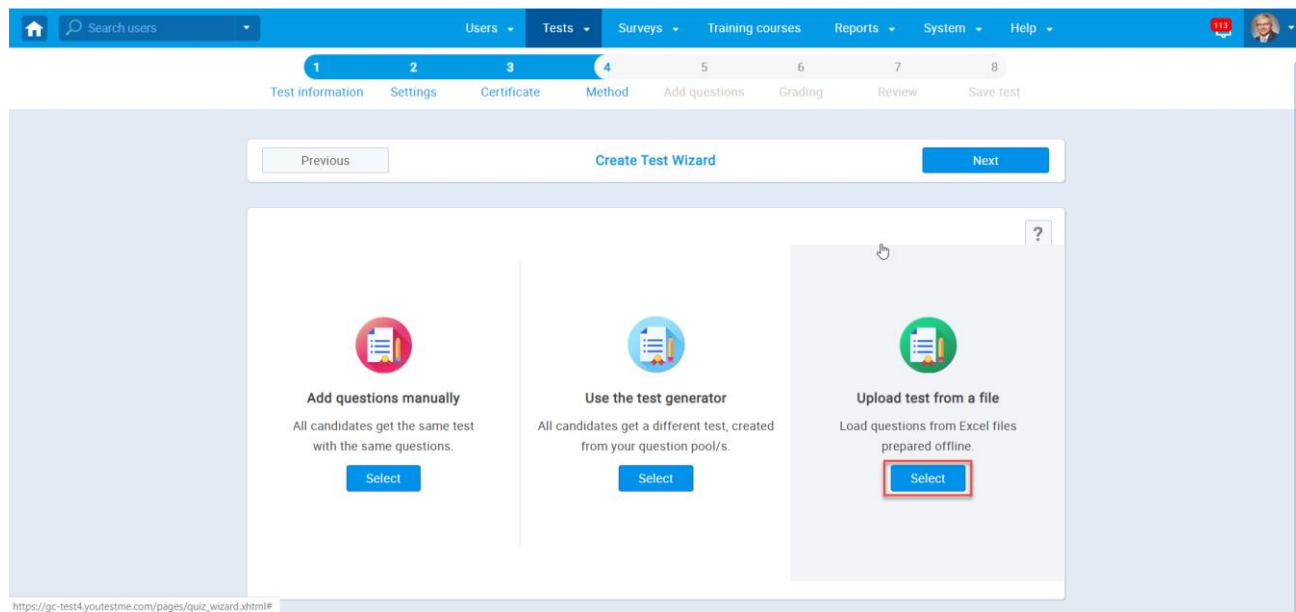 Search users
Users Tests Surveys Training courses Reports System Help
113
1 2 3 4 5 6 7 8
Test information Settings Certificate Method Add questions Grading Review Save test
Previous Create Test Wizard Next
?
Add questions manually
All candidates get the same test
with the same questions.
Select
Use the test generator
All candidates get a different test, created
from your question pool/s.
Select
Upload test from a file
Load questions from Excel files
prepared offline.
Select
https://gc-test4.youtestme.com/pages/quiz_wizard.xhtml#